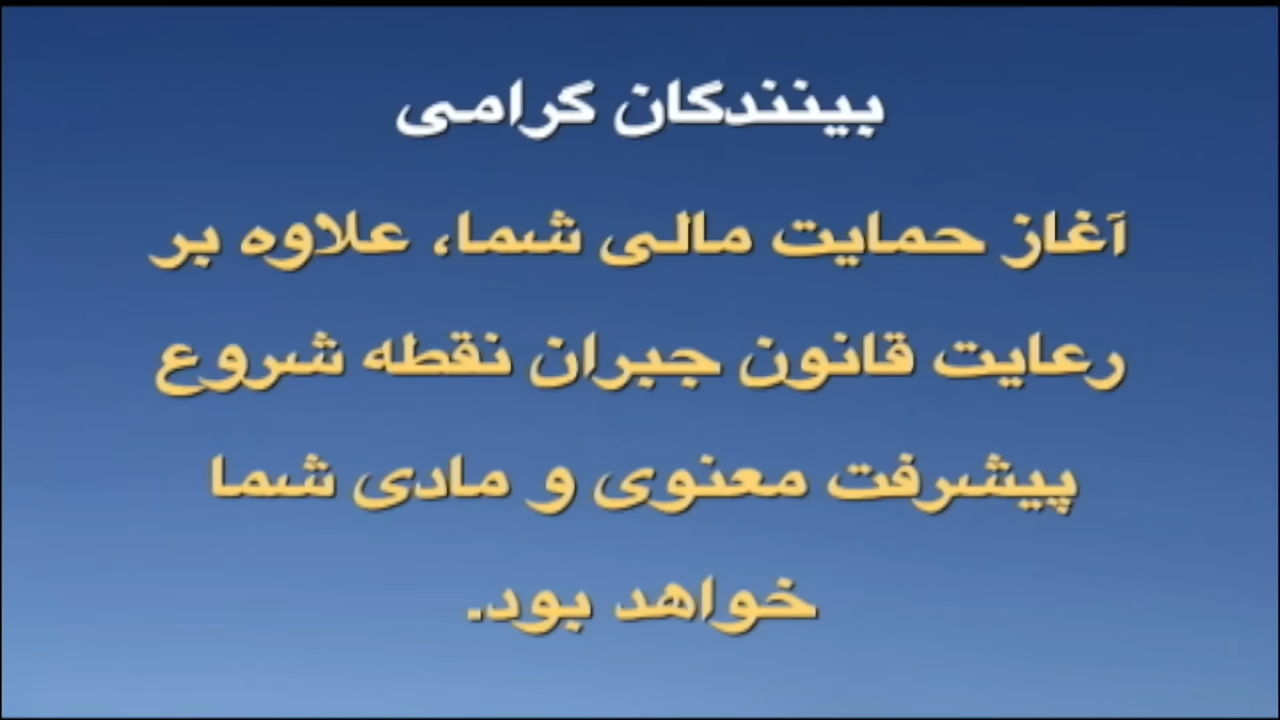 بینندگان گرامی
آغاز حمایت مالی شما، علاوه بر
رعایت قانون جبران نقطه شروع
پیشرفت معنوی و مادی شما
خواهد بود.